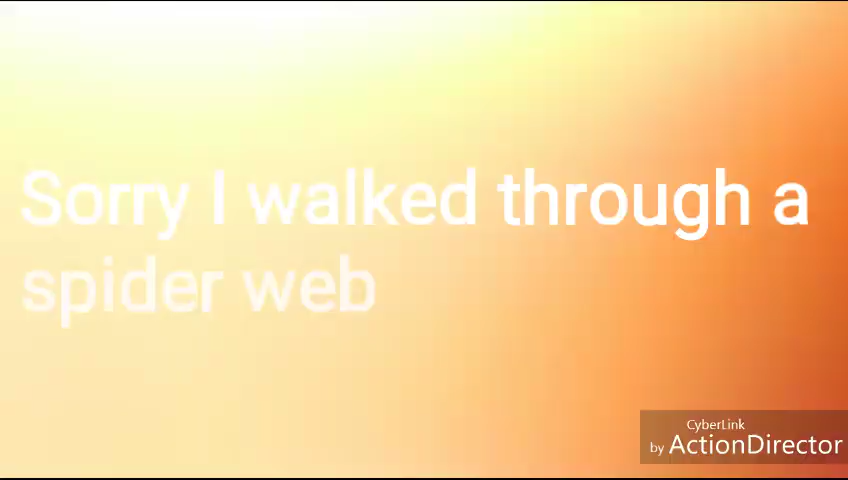 Sorry I walked through a
spider web
CyberLink
by ActionDirector